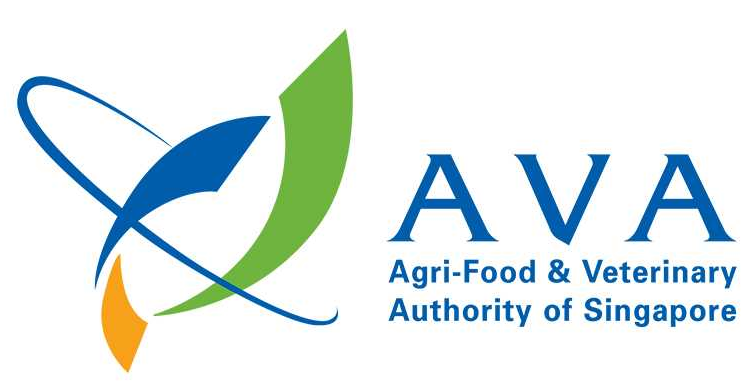 AVA
Agri-Food & Veterinary
Authority of Singapore